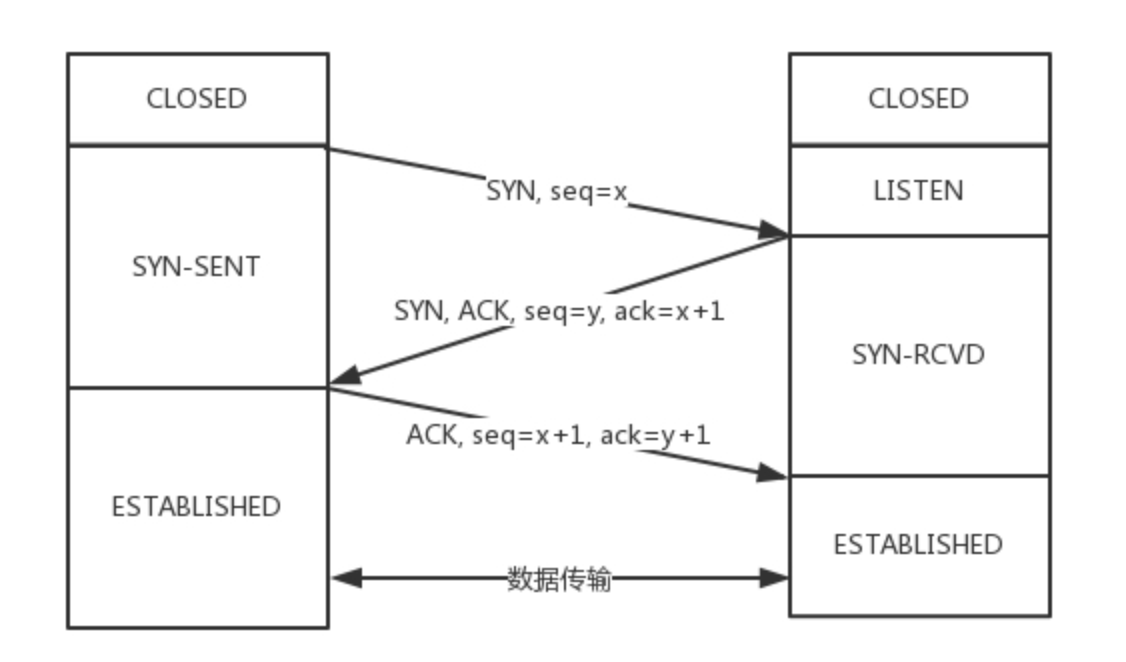 CLOSED
CLOSED
SYN, seq=x
LISTEN
SYN-SENT
SYN, ACK, seq=y, ack=x+1
SYN-RCVD
ACK, seq=x+1, ack=y+1
ESTABLISHED
ESTABLISHED
数据传输